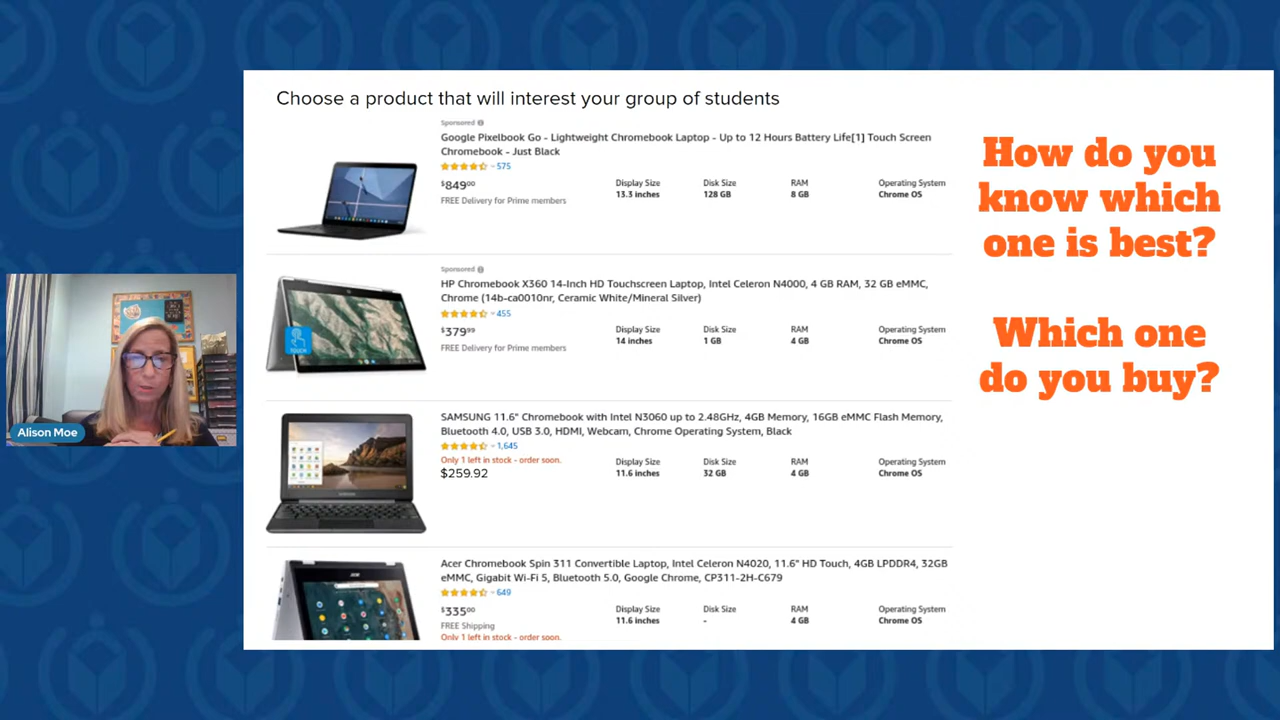 Choose a product that will interest your group of students
Sponsored
Google Pixelbook Go - Lightweight Chromebook Laptop - Up to 12 Hours Battery Life[1] Touch Screen
Chromebook - Just Black
575
$849⁰⁰
FREE Delivery for Prime members
Display Size Disk Size RAM Operating System
13.3 inches 128 GB 8 GB Chrome OS
Sponsored
HP Chromebook X360 14-Inch HD Touchscreen Laptop, Intel Celeron N4000, 4 GB RAM, 32 GB eMMC,
Chrome (14b-ca0010nr, Ceramic White/Mineral Silver)
455
$379⁹⁹
FREE Delivery for Prime members
Display Size Disk Size RAM Operating System
14 inches 1 GB 4 GB Chrome OS
TOUCH
SAMSUNG 11.6" Chromebook with Intel N3060 up to 2.48GHz, 4GB Memory, 16GB eMMC Flash Memory,
Bluetooth 4.0, USB 3.0, HDMI, Webcam, Chrome Operating System, Black
1,645
Only 1 left in stock - order soon.
$259.92
Display Size Disk Size RAM Operating System
11.6 inches 32 GB 4 GB Chrome OS
SAMSUNG
Acer Chromebook Spin 311 Convertible Laptop, Intel Celeron N4020, 11.6" HD Touch, 4GB LPDDR4, 32GB
eMMC, Gigabit Wi-Fi 5, Bluetooth 5.0, Google Chrome, CP311-2H-C679
649
$335⁰⁰
FREE Shipping
Only 1 left in stock - order soon.
Display Size Disk Size RAM Operating System
11.6 inches - 4 GB Chrome OS
acer
How do you
know which
one is best?
Which one
do you buy?
Alison Moe